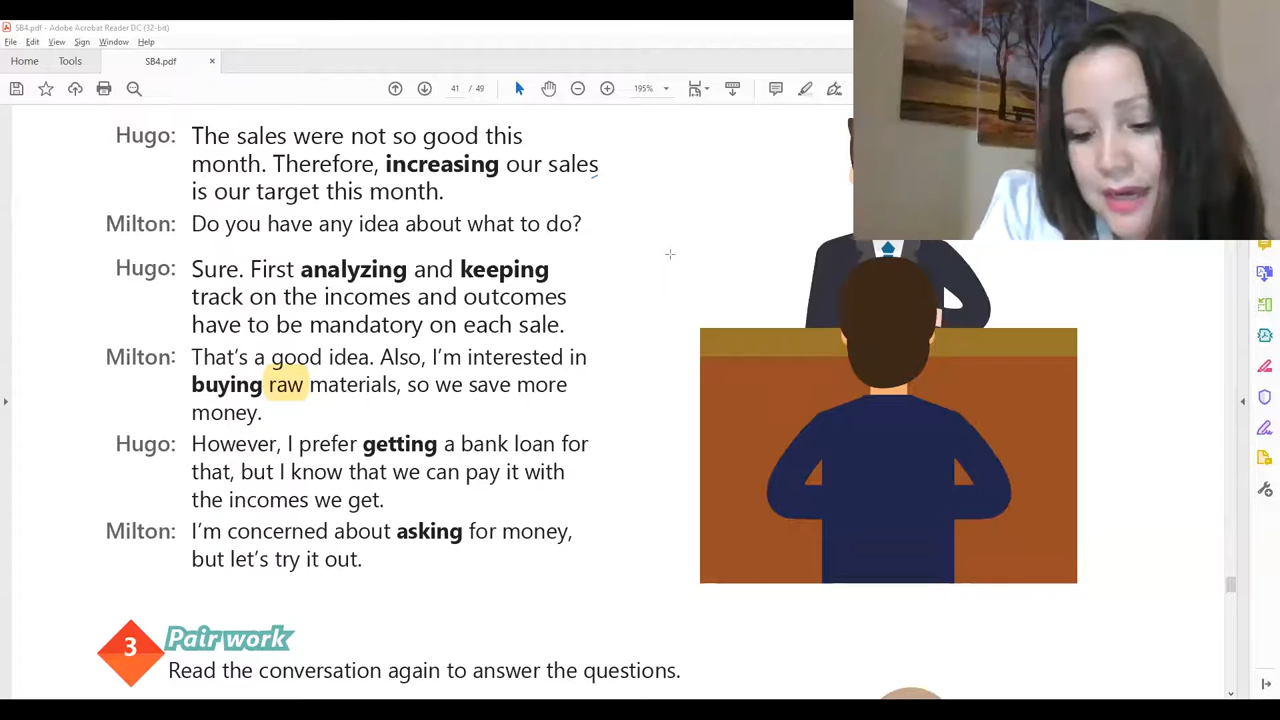 SB4.pdf - Adobe Acrobat Reader DC (32-bit)
File Edit View Sign Window Help
Home Tools SB4.pdf ×
41 / 49 195%
Hugo: The sales were not so good this
month. Therefore, increasing our sales
is our target this month.
Milton: Do you have any idea about what to do?
Hugo: Sure. First analyzing and keeping
track on the incomes and outcomes
have to be mandatory on each sale.
Milton: That's a good idea. Also, I'm interested in
buying raw materials, so we save more
money.
Hugo: However, I prefer getting a bank loan for
that, but I know that we can pay it with
the incomes we get.
Milton: I'm concerned about asking for money,
but let's try it out.
3 Pair work
Read the conversation again to answer the questions.